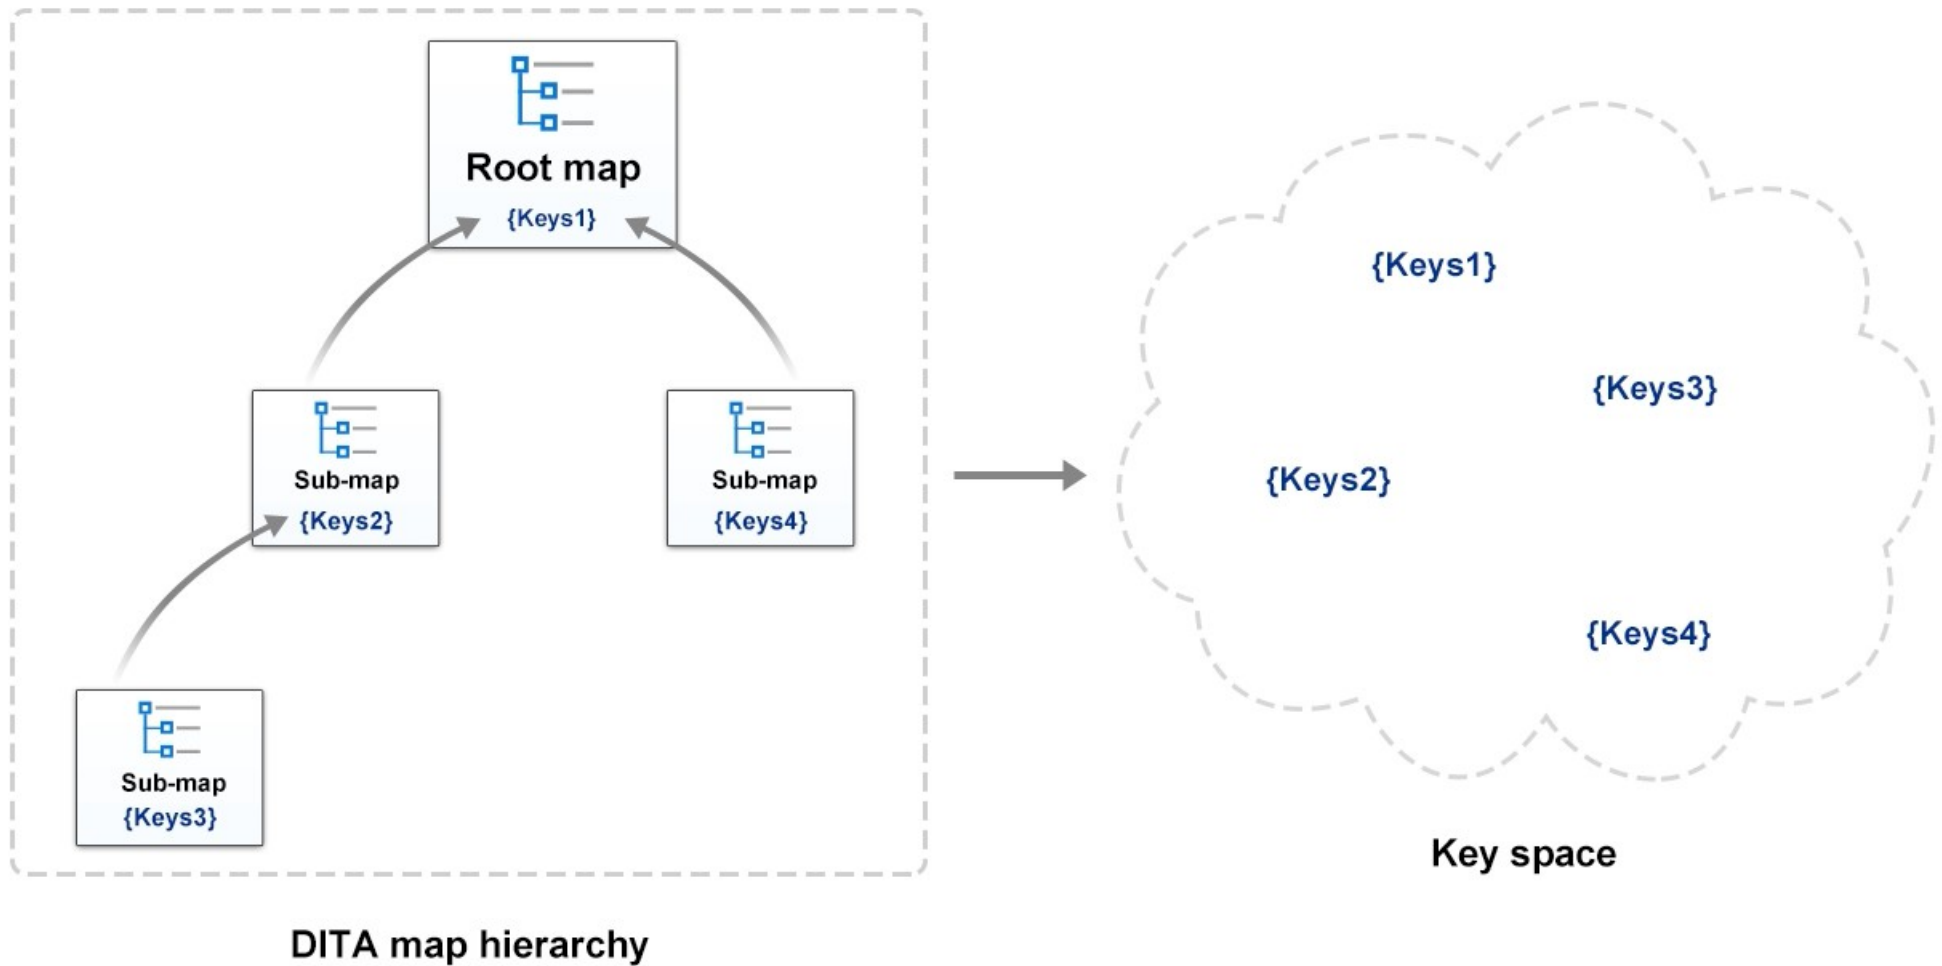 Root map
{Keys1}
Sub-map
{Keys2}
Sub-map
{Keys4}
Sub-map
{Keys3}
DITA map hierarchy
{Keys1}
{Keys3}
{Keys2}
{Keys4}
Key space